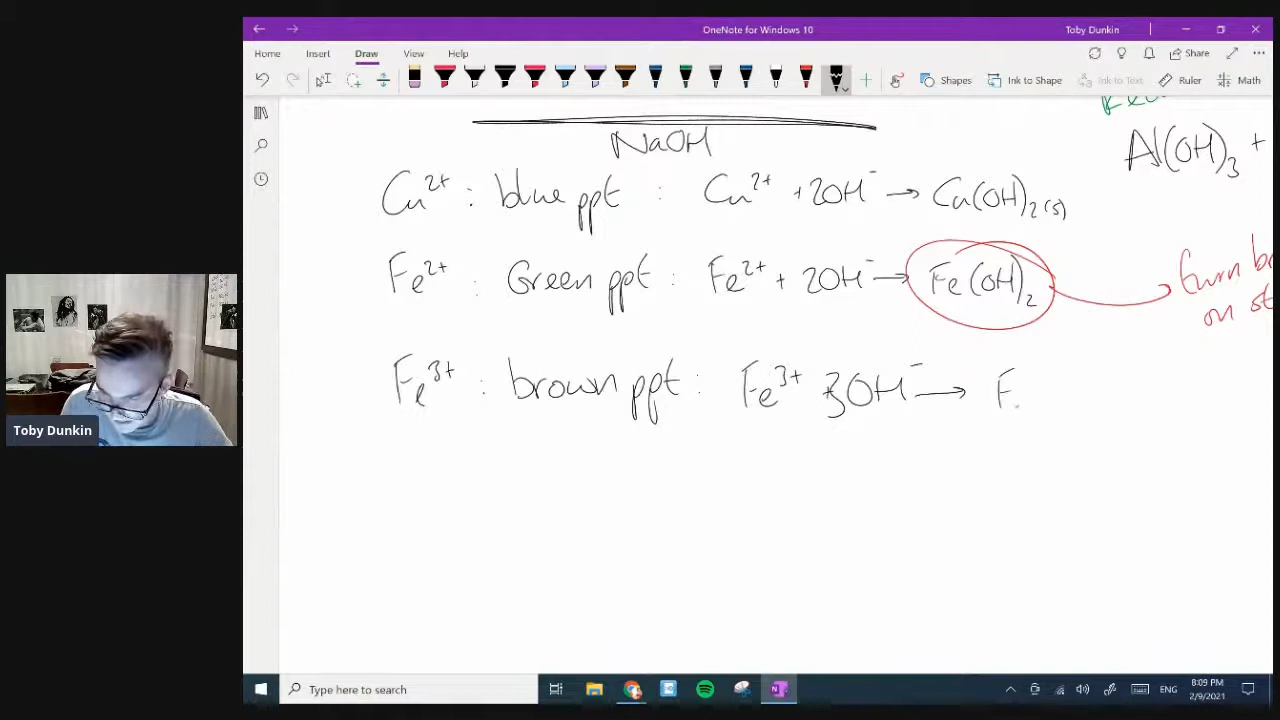 OneNote for Windows 10
Toby Dunkin
Home Insert Draw View Help
Share
Shapes Ink to Shape Ink to Text Ruler Math
NaOH
Al(OH)₃ +
Cu²⁺ : blue ppt : Cu²⁺ + 2OH⁻ → Cu(OH)₂(s)
Fe²⁺ : Green ppt : Fe²⁺ + 2OH⁻ → Fe(OH)₂
turn b
on st
Fe³⁺ : brown ppt : Fe³⁺ + 3OH⁻ → F
Toby Dunkin
Type here to search
ENG
8:09 PM
2/9/2021